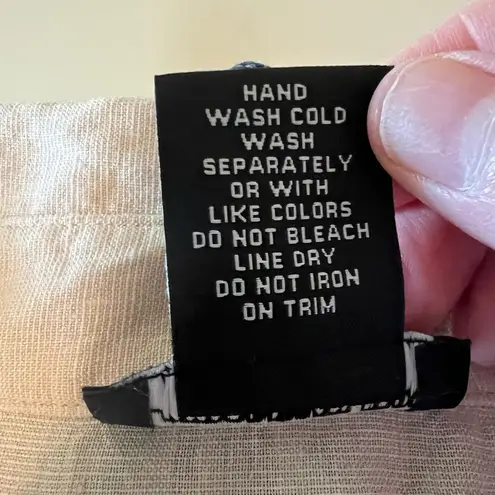 HAND
WASH COLD
WASH
SEPARATELY
OR WITH
LIKE COLORS
DO NOT BLEACH
LINE DRY
DO NOT IRON
ON TRIM